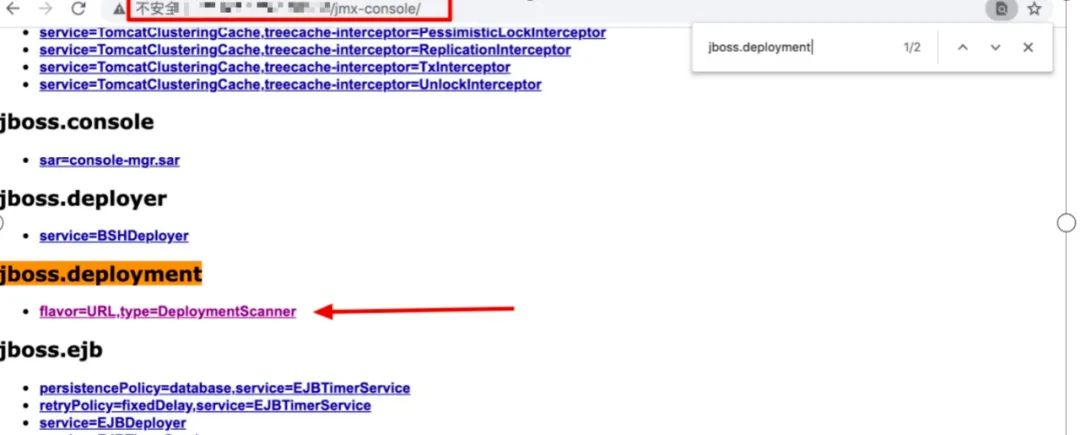 不安全
/jmx-console/
jboss.deployment
1/2
service=TomcatClusteringCache,treecache-interceptor=PessimisticLockInterceptor
service=TomcatClusteringCache,treecache-interceptor=ReplicationInterceptor
service=TomcatClusteringCache,treecache-interceptor=TxInterceptor
service=TomcatClusteringCache,treecache-interceptor=UnlockInterceptor
jboss.console
sar=console-mgr.sar
jboss.deployer
service=BSHDeployer
jboss.deployment
flavor=URL,type=DeploymentScanner
jboss.ejb
persistencePolicy=database,service=EJBTimerService
retryPolicy=fixedDelay,service=EJBTimerService
service=EJBDeployer